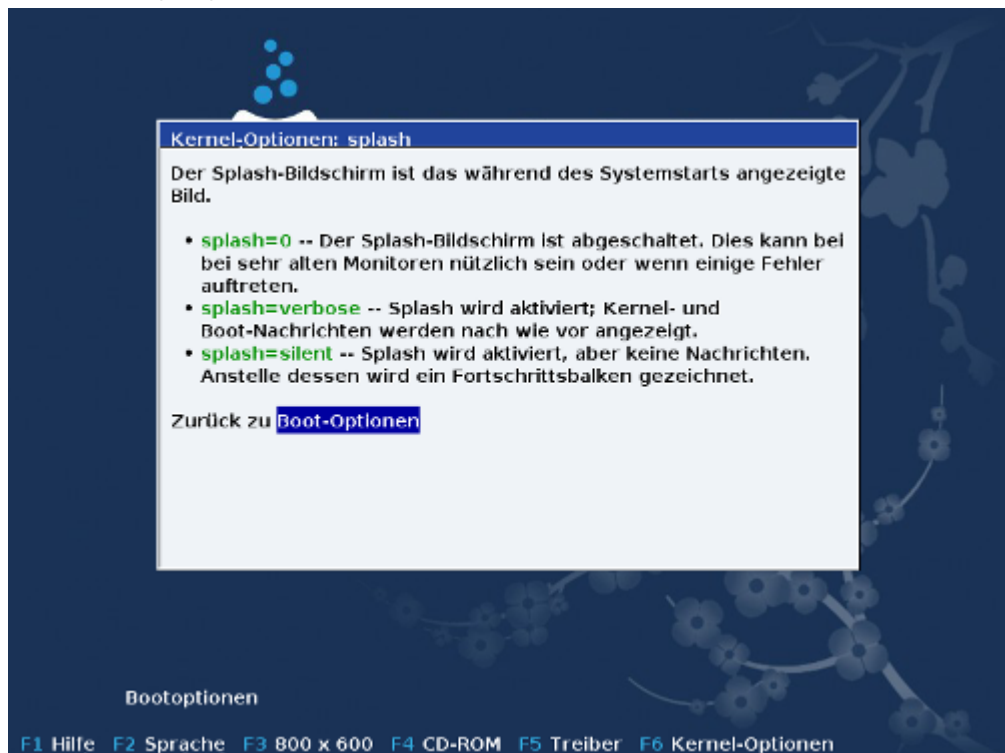 Kernel-Optionen: splash
Der Splash-Bildschirm ist das während des Systemstarts angezeigte
Bild.
• splash=0 -- Der Splash-Bildschirm ist abgeschaltet. Dies kann bei
bei sehr alten Monitoren nützlich sein oder wenn einige Fehler
auftreten.
• splash=verbose -- Splash wird aktiviert; Kernel- und
Boot-Nachrichten werden nach wie vor angezeigt.
• splash=silent -- Splash wird aktiviert, aber keine Nachrichten.
Anstelle dessen wird ein Fortschrittsbalken gezeichnet.
Zurück zu Boot-Optionen
Bootoptionen
F1 Hilfe F2 Sprache F3 800 x 600 F4 CD-ROM F5 Treiber F6 Kernel-Optionen